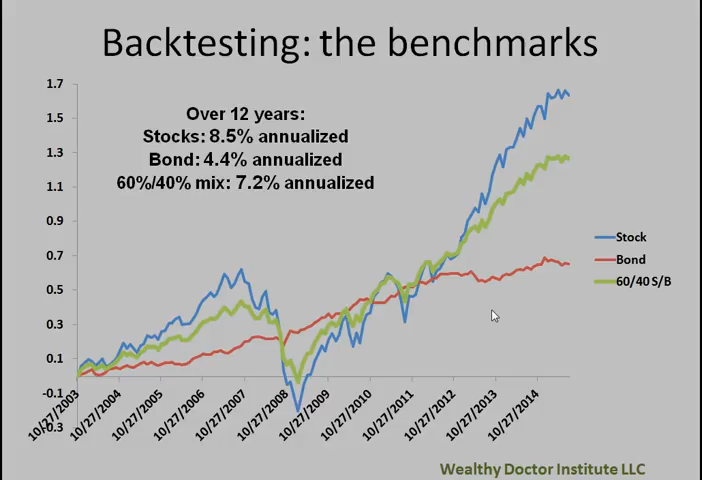 Backtesting: the benchmarks
1.7
1.5
1.3
1.1
0.9
0.7
0.5
0.3
0.1
-0.1
-0.3
Over 12 years:
Stocks: 8.5% annualized
Bond: 4.4% annualized
60%/40% mix: 7.2% annualized
Stock
Bond
60/40 S/B
10/27/2003
10/27/2004
10/27/2005
10/27/2006
10/27/2007
10/27/2008
10/27/2009
10/27/2010
10/27/2011
10/27/2012
10/27/2013
10/27/2014
Wealthy Doctor Institute LLC